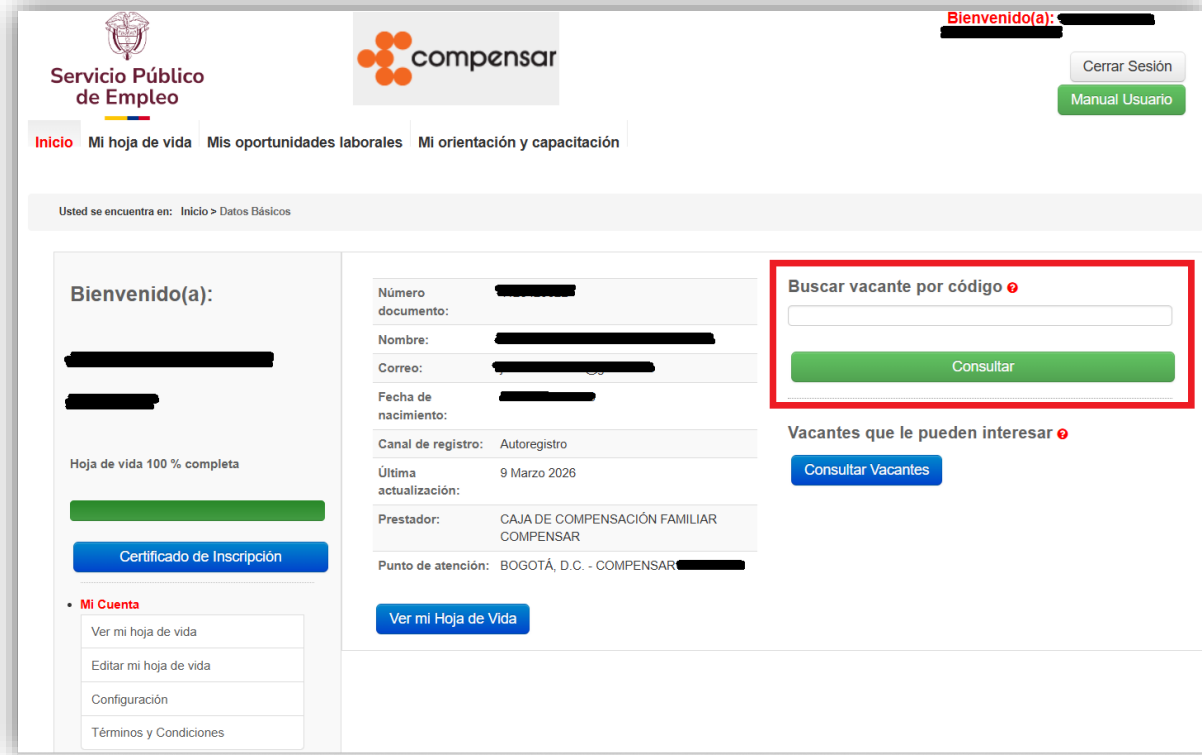 Bienvenido(a):
Servicio Público
de Empleo
compensar
Cerrar Sesión
Manual Usuario
Inicio Mi hoja de vida Mis oportunidades laborales Mi orientación y capacitación
Usted se encuentra en: Inicio > Datos Básicos
Bienvenido(a):
Hoja de vida 100 % completa
Certificado de Inscripción
• Mi Cuenta
Ver mi hoja de vida
Editar mi hoja de vida
Configuración
Términos y Condiciones
Número
documento:
Nombre:
Correo:
Fecha de
nacimiento:
Canal de registro: Autoregistro
Última
actualización: 9 Marzo 2026
Prestador: CAJA DE COMPENSACIÓN FAMILIAR
COMPENSAR
Punto de atención: BOGOTÁ, D.C. - COMPENSAR
Ver mi Hoja de Vida
Buscar vacante por código
Consultar
Vacantes que le pueden interesar
Consultar Vacantes